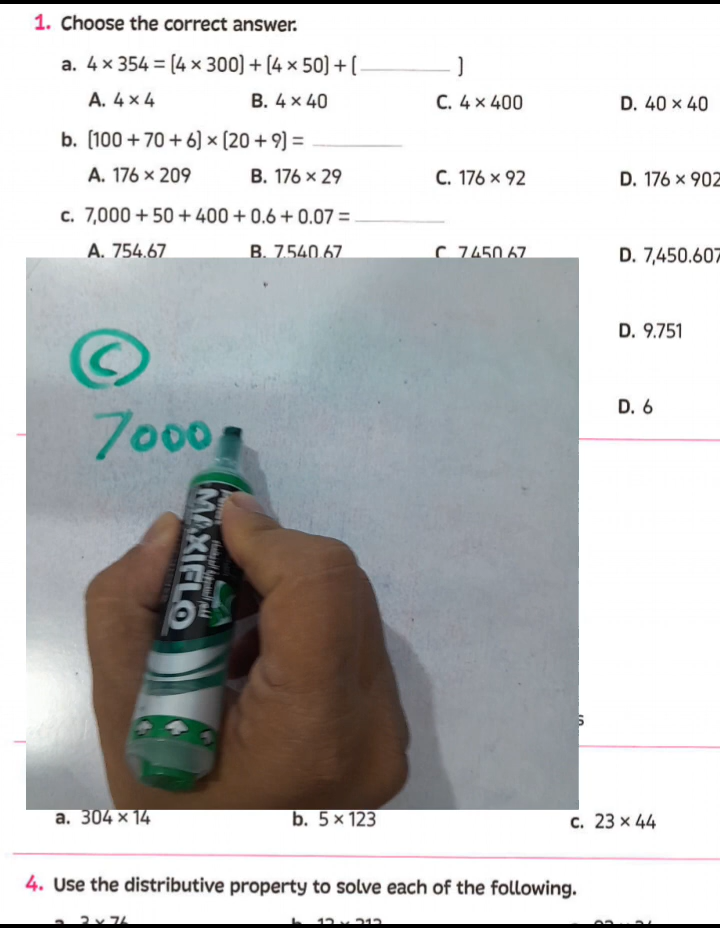 1. Choose the correct answer.
a. 4 × 354 = (4 × 300) + (4 × 50) + (__________)
A. 4 × 4 B. 4 × 40 C. 4 × 400 D. 40 × 40
b. (100 + 70 + 6) × (20 + 9) = __________
A. 176 × 209 B. 176 × 29 C. 176 × 92 D. 176 × 902
c. 7,000 + 50 + 400 + 0.6 + 0.07 = __________
A. 754.67 B. 7,540.67 C. 7,450.67 D. 7,450.607
D. 9.751
D. 6
C
7000
MAXIFLO
a. 304 × 14 b. 5 × 123 c. 23 × 44
4. Use the distributive property to solve each of the following.